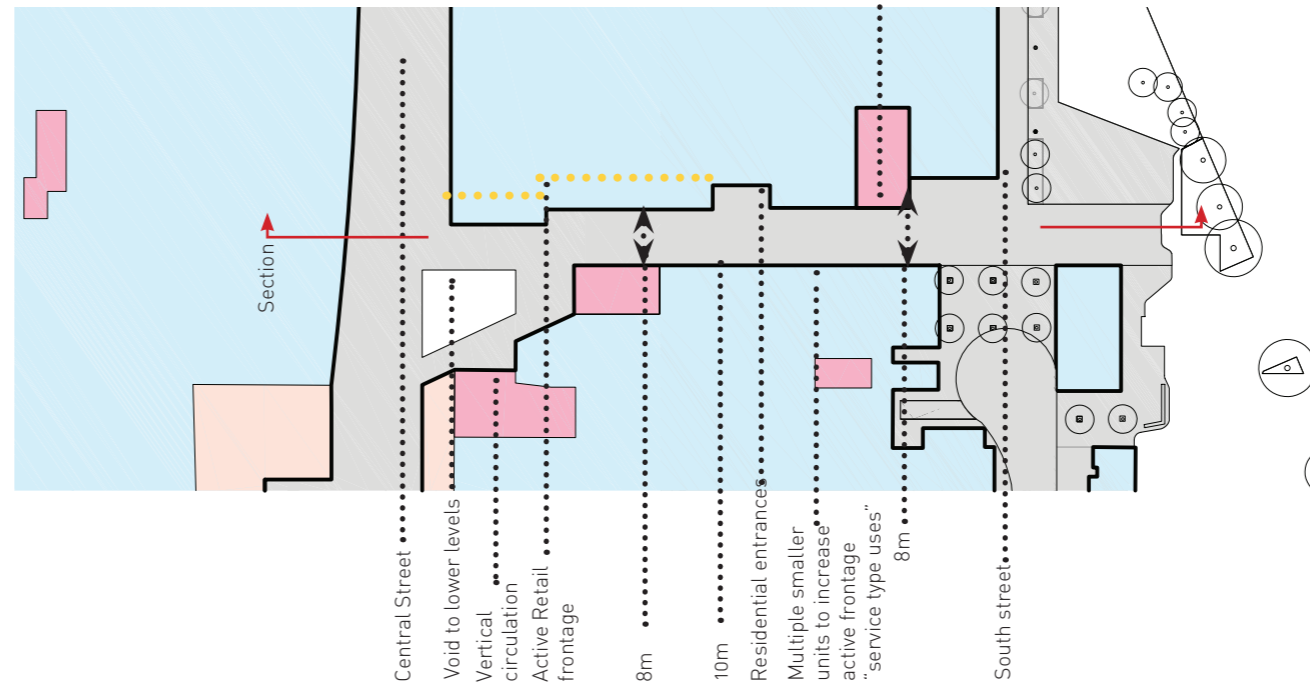 Section
Central Street
Void to lower levels
Vertical
circulation
Active Retail
frontage
8m
10m
Residential entrances
Multiple smaller
units to increase
active frontage
“service type uses”
8m
South street